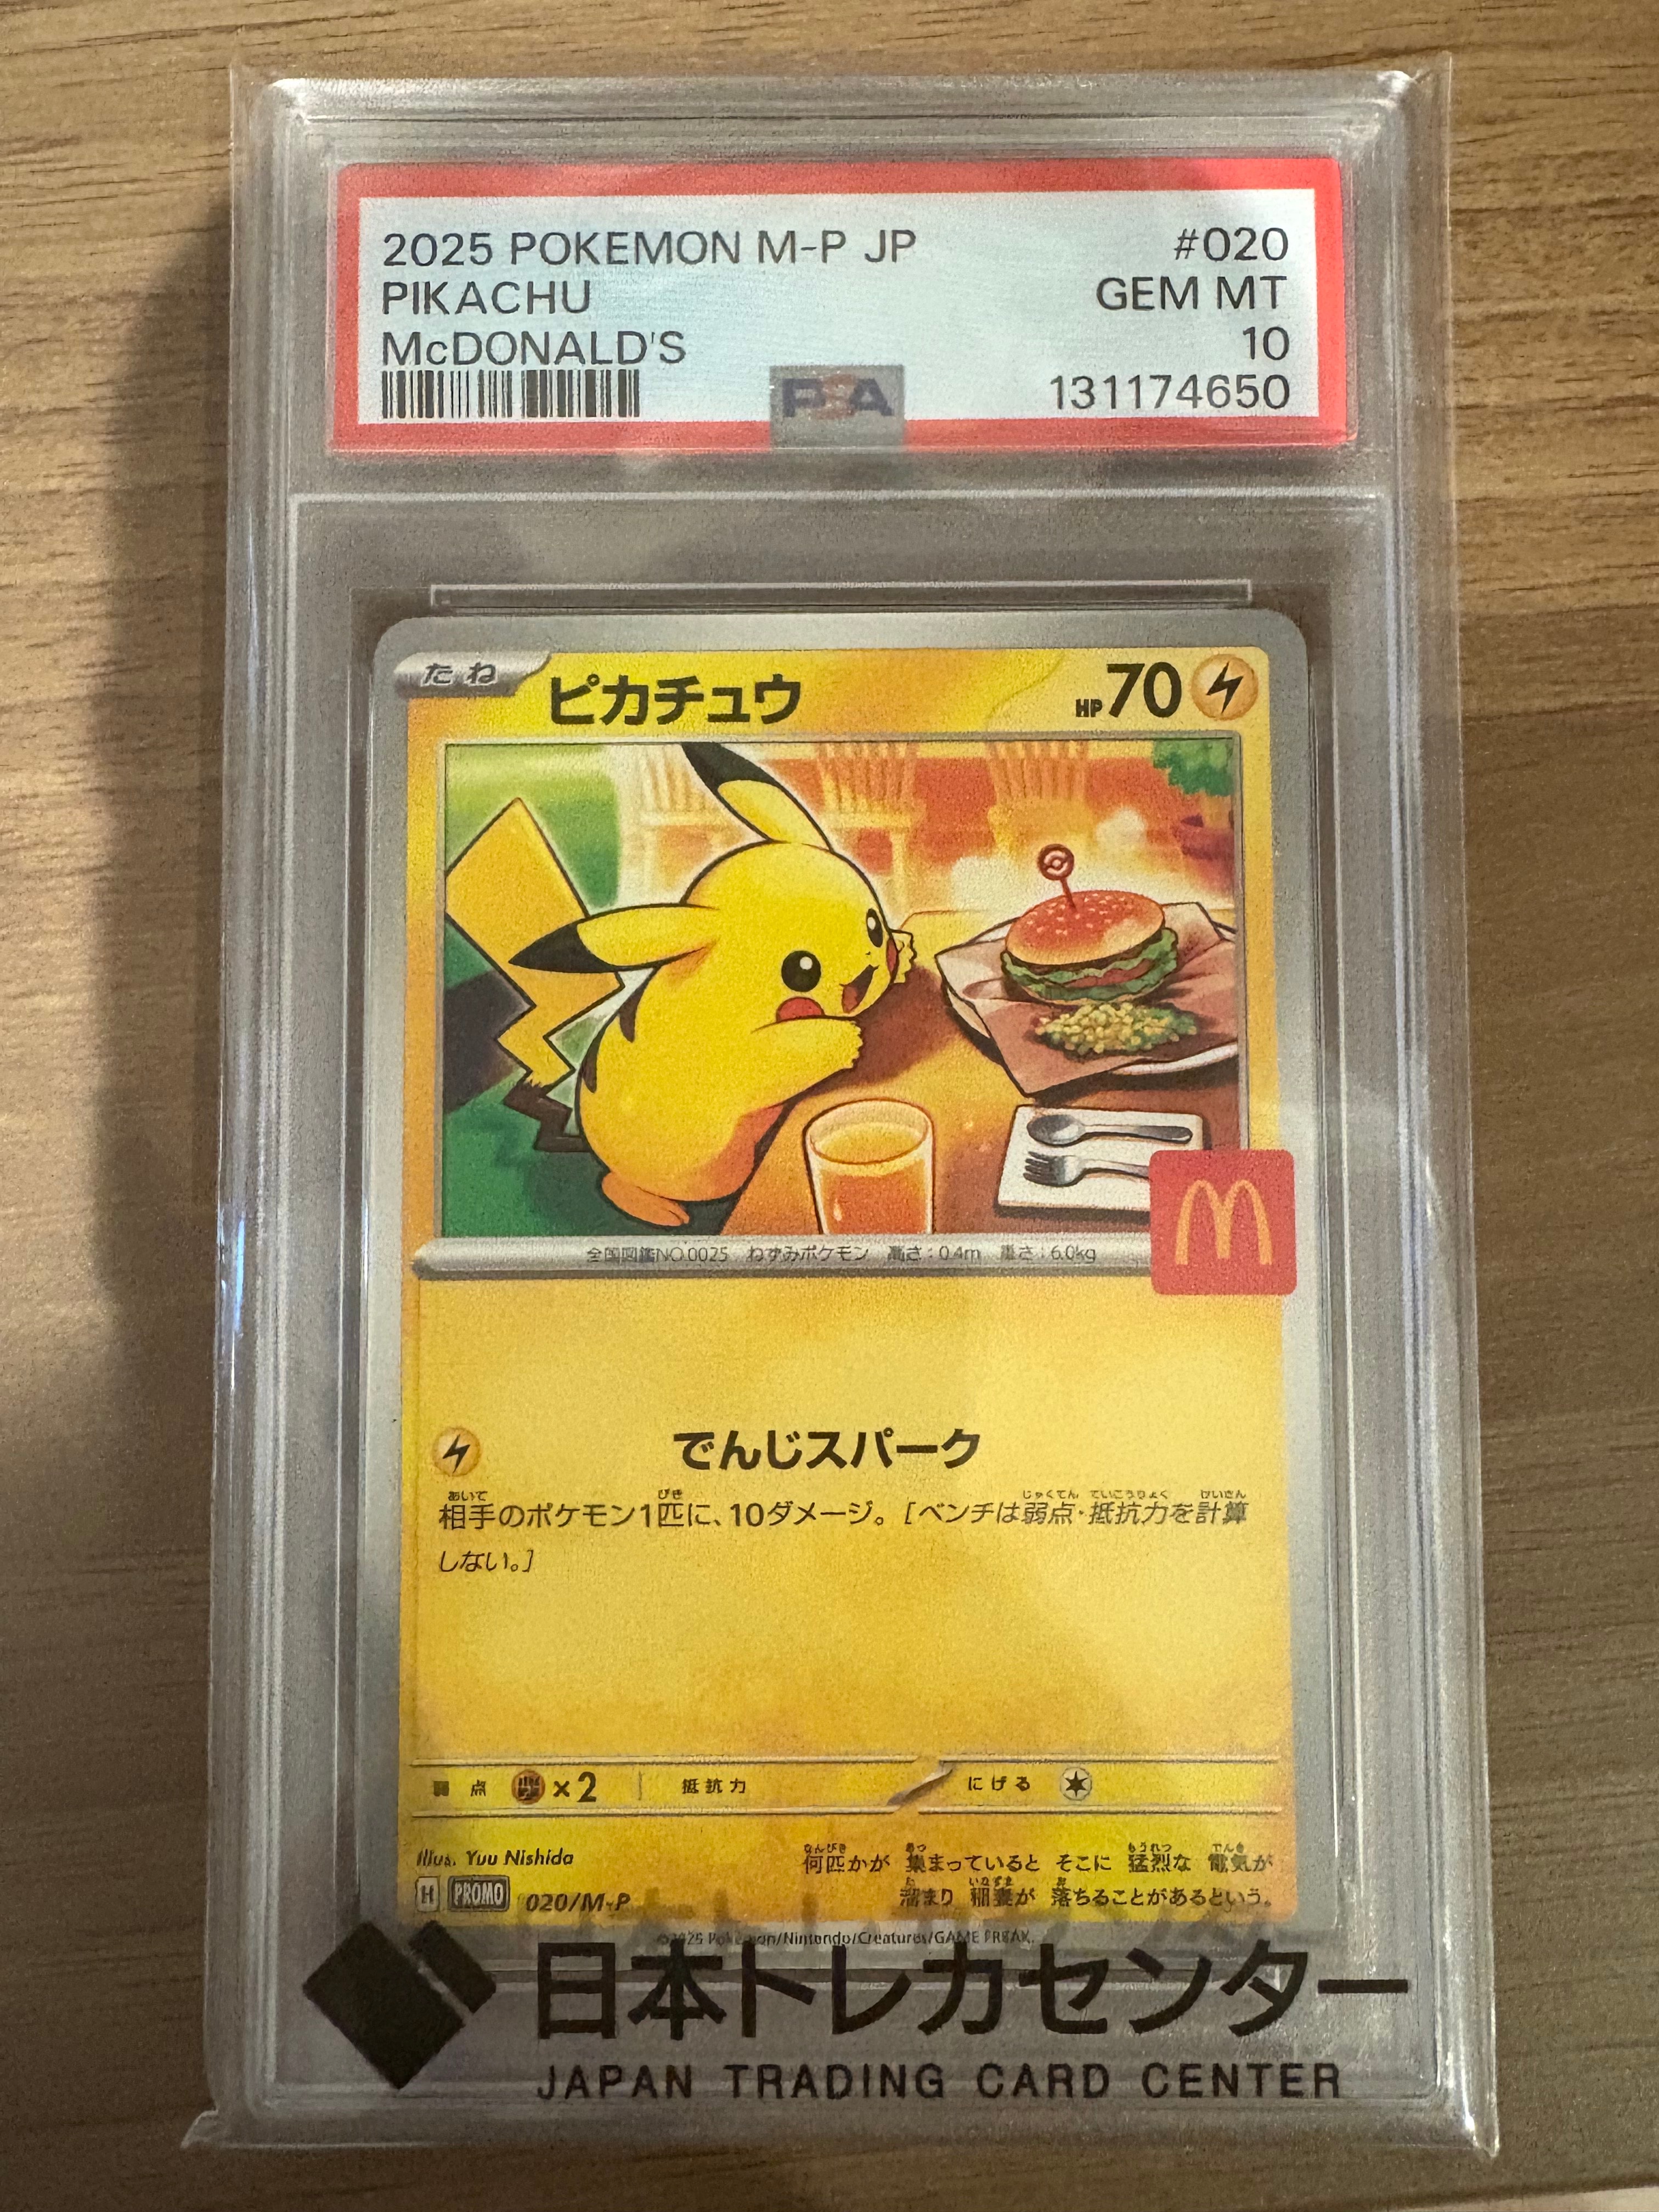 2025 POKEMON M-P JP #020
PIKACHU GEM MT
McDONALD'S 10
PSA 131174650
たね ピカチュウ HP70
全国図鑑NO.0025 ねずみポケモン 高さ:0.4m 重さ:6.0kg
でんじスパーク
相手のポケモン1匹に、10ダメージ。[ベンチは弱点・抵抗力を計算
しない。]
弱点 ×2 抵抗力 にげる
Illus. Yuu Nishida
何匹かが 集まっていると そこに 猛烈な 電気が
溜まり 稲妻が 落ちることがあるという。
H PROMO 020/M-P
©2025 Pokémon/Nintendo/Creatures/GAME FREAK.
日本トレカセンター
JAPAN TRADING CARD CENTER